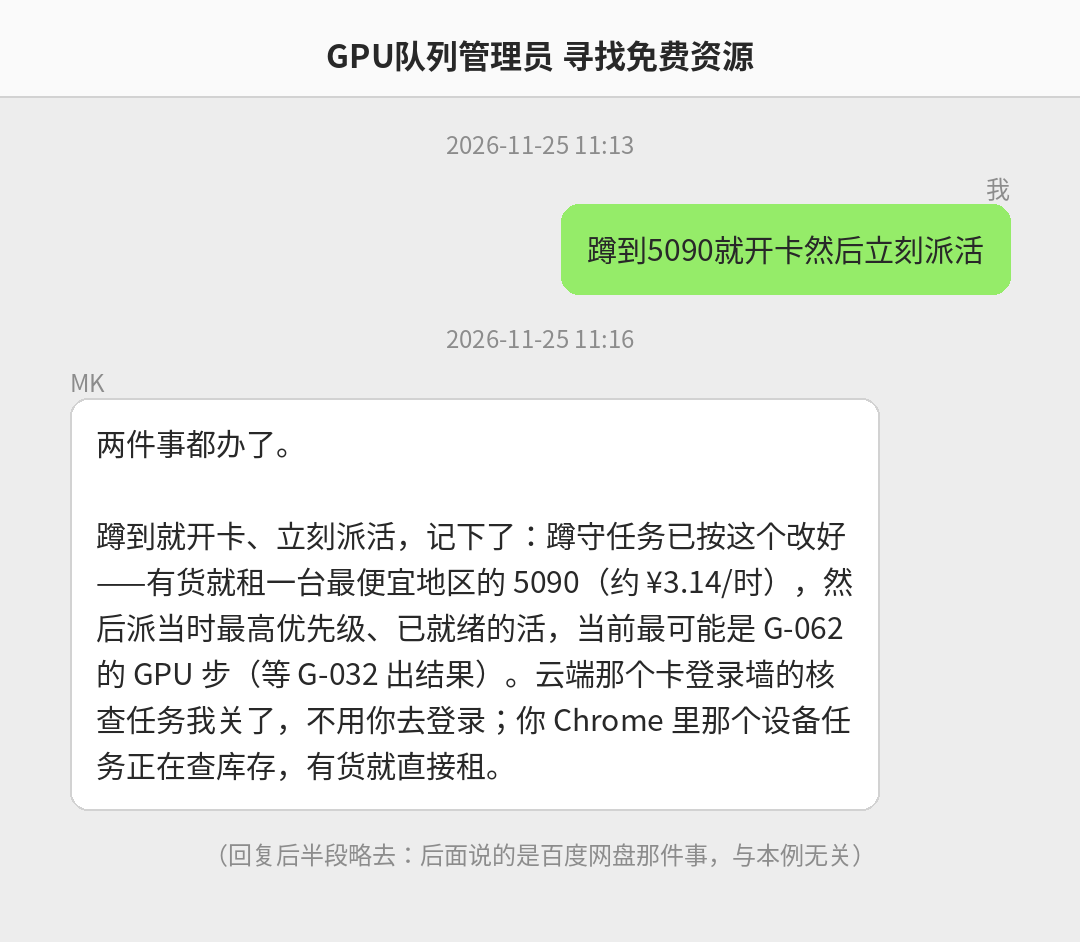 GPU队列管理员 寻找免费资源
2026-11-25 11:13
我
蹲到5090就开卡然后立刻派活
2026-11-25 11:16
MK
两件事都办了。
蹲到就开卡、立刻派活，记下了：蹲守任务已按这个改好
——有货就租一台最便宜地区的 5090（约 ¥3.14/时），然
后派当时最高优先级、已就绪的活，当前最可能是 G-062
的 GPU 步（等 G-032 出结果）。云端那个卡登录墙的核
查任务我关了，不用你去登录；你 Chrome 里那个设备任
务正在查库存，有货就直接租。
（回复后半段略去：后面说的是百度网盘那件事，与本例无关）